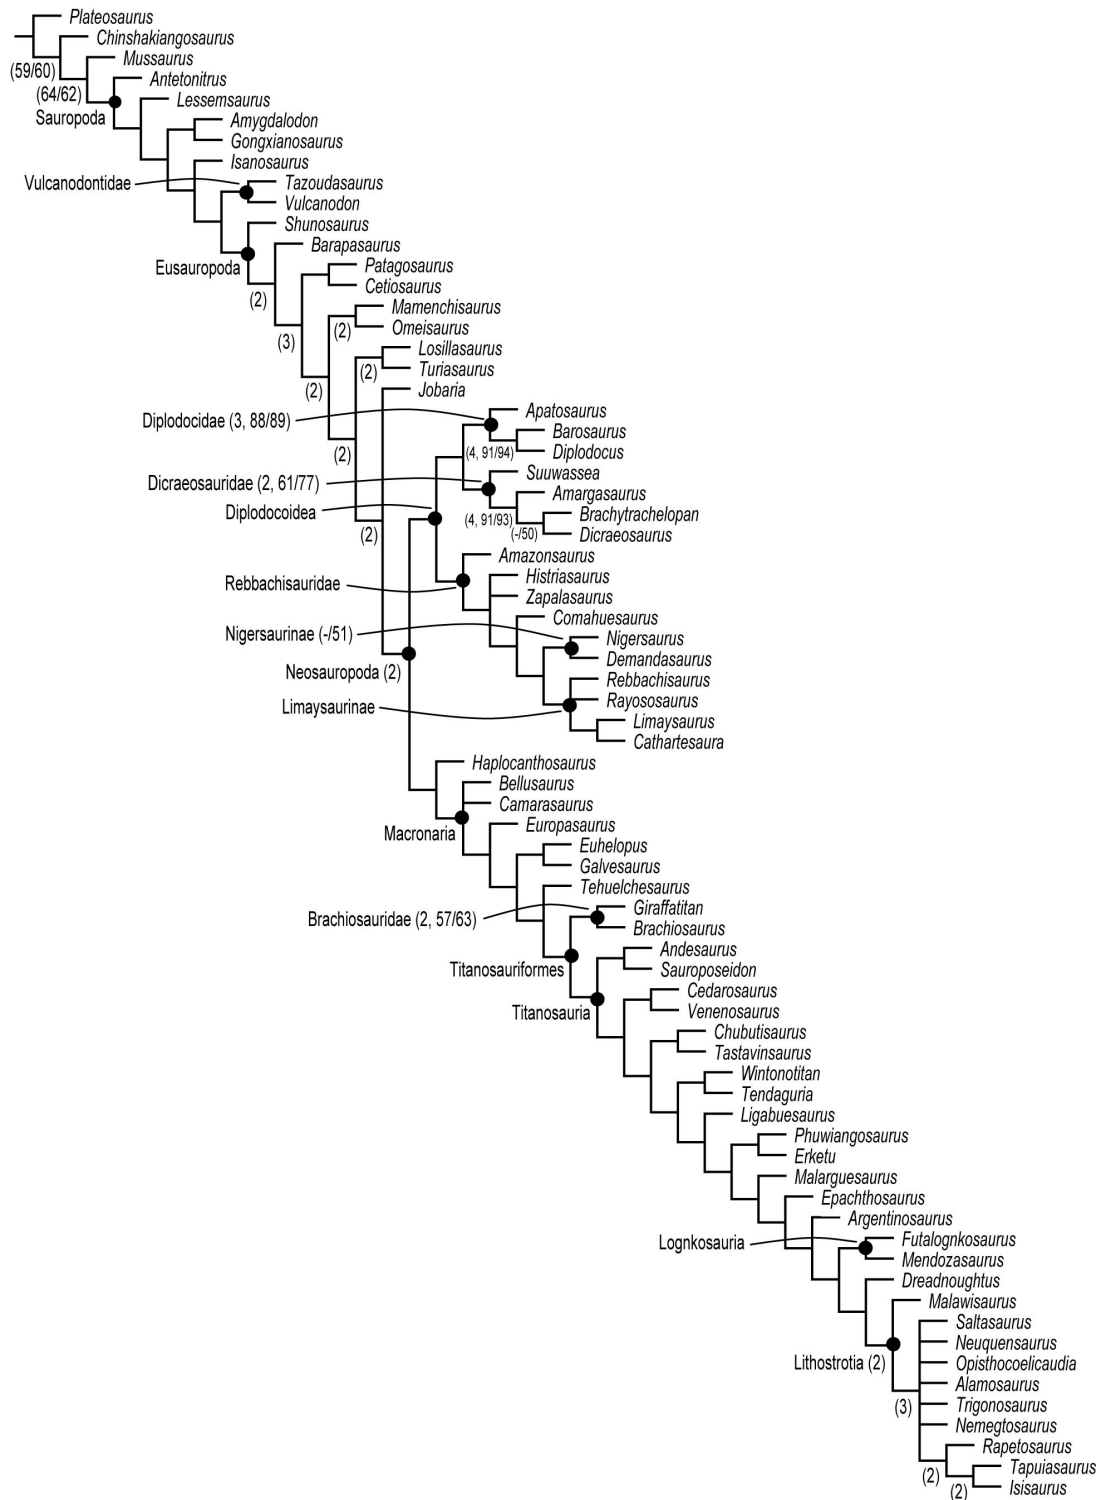 Plateosaurus
Chinshakiangosaurus
Mussaurus
(59/60)
Antetonitrus
(64/62)
Lessemsaurus
Sauropoda
Amygdalodon
Gongxianosaurus
Isanosaurus
Vulcanodontidae
Tazoudasaurus
Vulcanodon
Shunosaurus
Barapasaurus
Eusauropoda
Patagosaurus
Cetiosaurus
(2)
Mamenchisaurus
Omeisaurus
(2)
(3)
Losillasaurus
Turiasaurus
(2)
(2)
Jobaria
Apatosaurus
Diplodocidae (3, 88/89)
Barosaurus
Diplodocus
(4, 91/94)
(2)
Suuwassea
Dicraeosauridae (2, 61/77)
Amargasaurus
Diplodocoidea
Brachytrachelopan
(4, 91/93)
(-/50)
Dicraeosaurus
(2)
Amazonsaurus
Histriasaurus
Rebbachisauridae
Zapalasaurus
Comahuesaurus
Nigersaurinae (-/51)
Nigersaurus
Demandasaurus
Neosauropoda (2)
Rebbachisaurus
Rayososaurus
Limaysaurinae
Limaysaurus
Cathartesaura
Haplocanthosaurus
Bellusaurus
Camarasaurus
Europasaurus
Macronaria
Euhelopus
Galvesaurus
Tehuelchesaurus
Giraffatitan
Brachiosauridae (2, 57/63)
Brachiosaurus
Andesaurus
Titanosauriformes
Sauroposeidon
Cedarosaurus
Venenosaurus
Titanosauria
Chubutisaurus
Tastavinsaurus
Wintonotitan
Tendaguria
Ligabuesaurus
Phuwiangosaurus
Erketu
Malarguesaurus
Epachthosaurus
Argentinosaurus
Futalognkosaurus
Lognkosauria
Mendozasaurus
Dreadnoughtus
Malawisaurus
Saltasaurus
Neuquensaurus
Lithostrotia (2)
Opisthocoelicaudia
Alamosaurus
Trigonosaurus
(3)
Nemegtosaurus
Rapetosaurus
Tapuiasaurus
(2)
Isisaurus
(2)